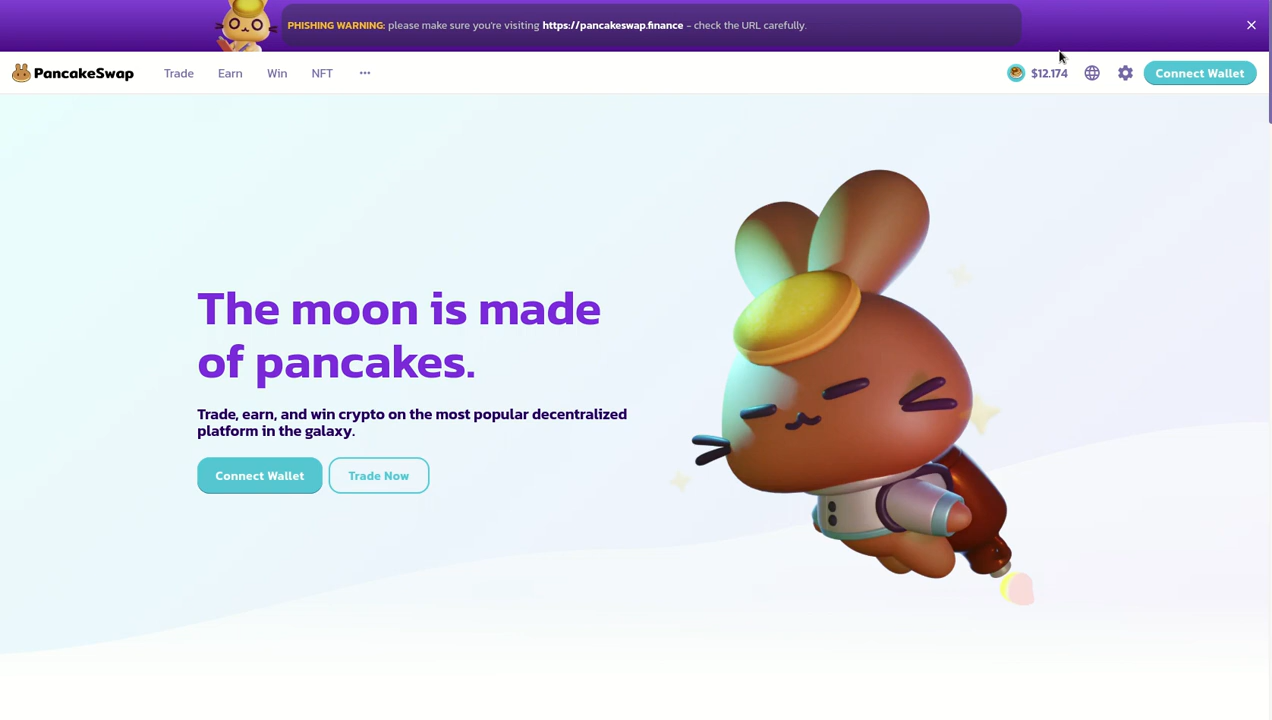 PHISHING WARNING: please make sure you're visiting https://pancakeswap.finance - check the URL carefully.
PancakeSwap Trade Earn Win NFT ··· $12.174 Connect Wallet
The moon is made
of pancakes.
Trade, earn, and win crypto on the most popular decentralized
platform in the galaxy.
Connect Wallet Trade Now